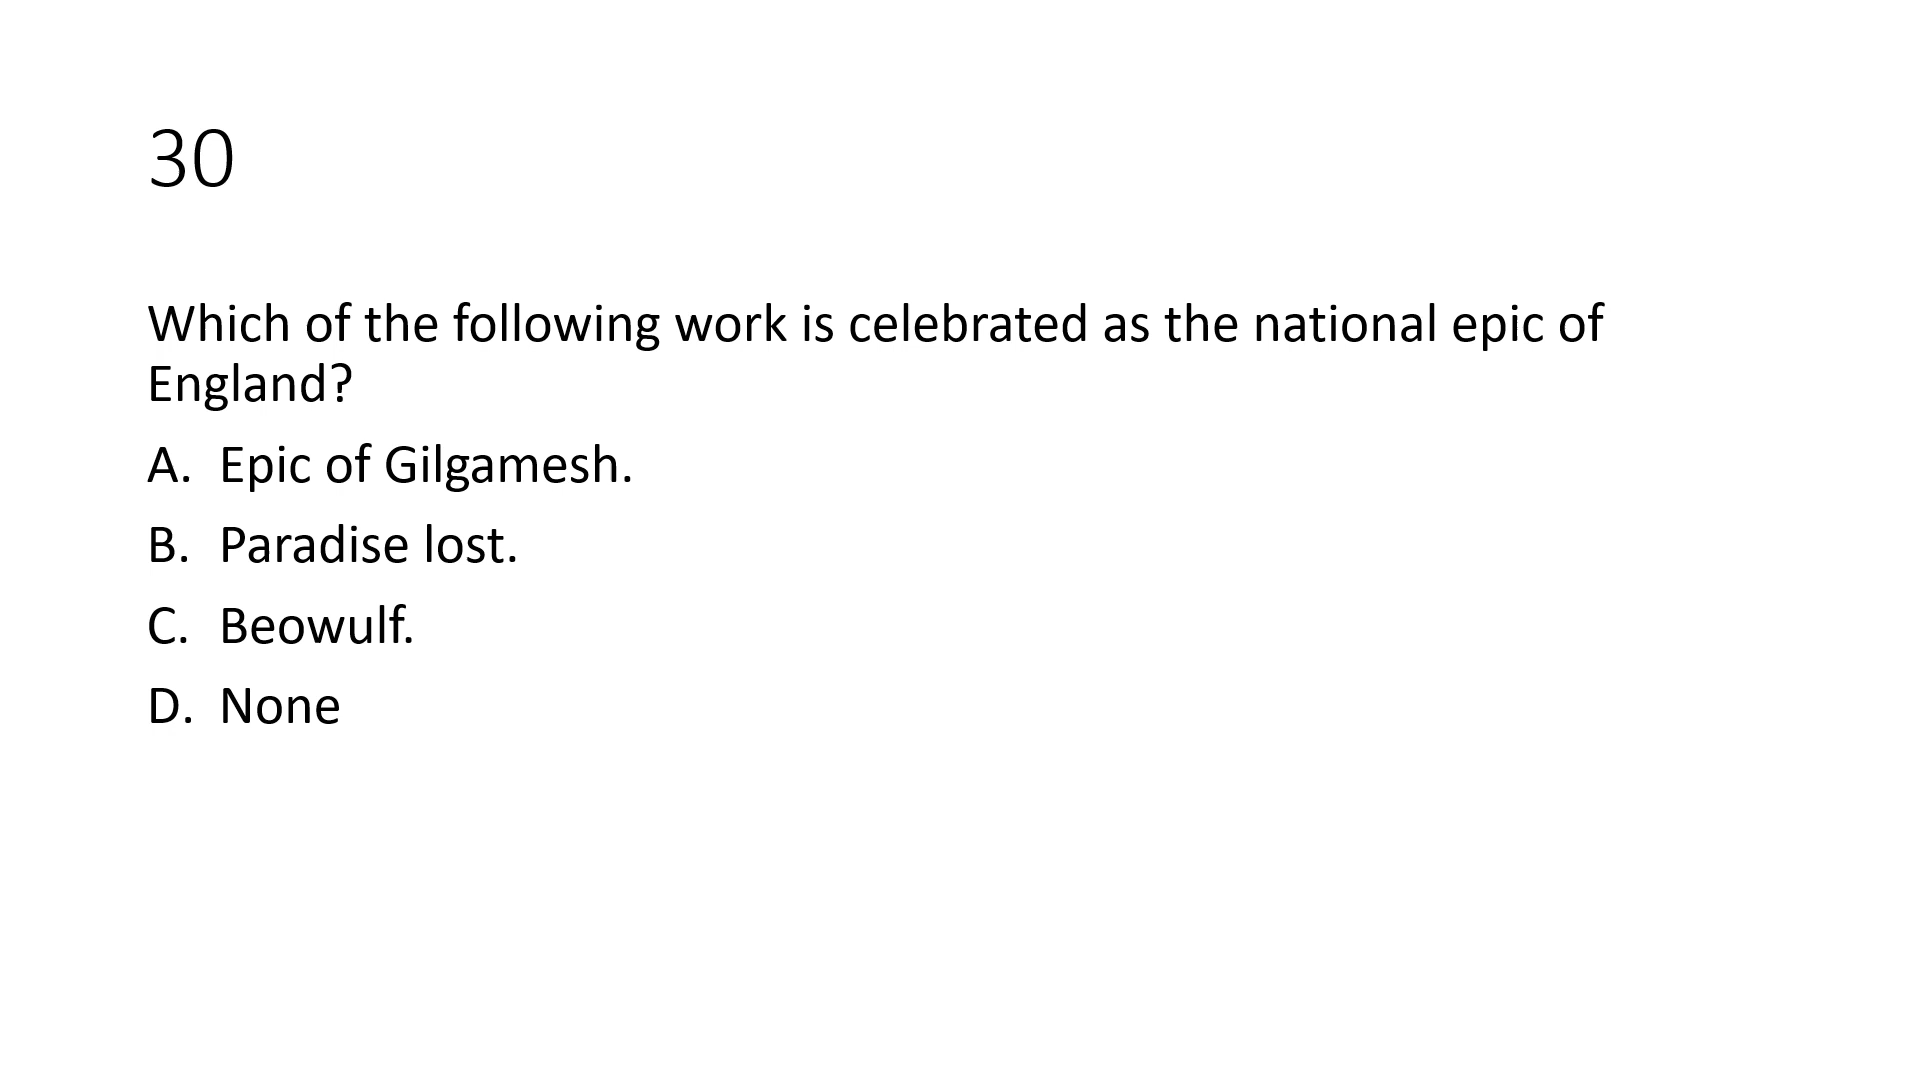 30
Which of the following work is celebrated as the national epic of
England?
A. Epic of Gilgamesh.
B. Paradise lost.
C. Beowulf.
D. None